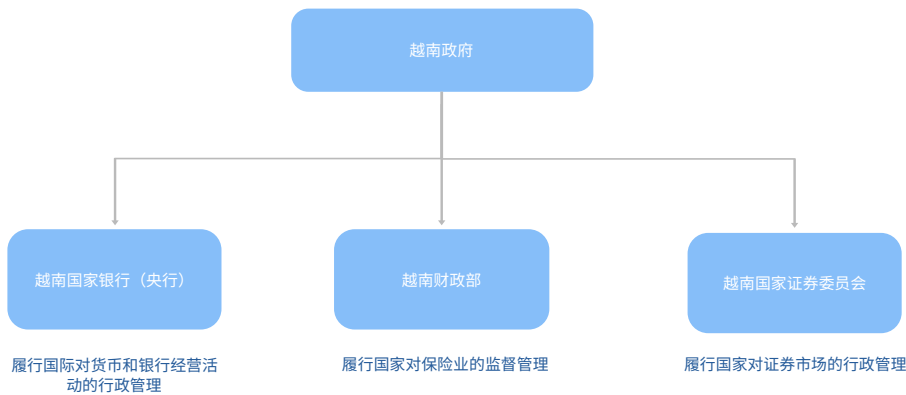 越南政府
越南国家银行（央行）
越南财政部
越南国家证券委员会
履行国际对货币和银行经营活
动的行政管理
履行国家对保险业的监督管理
履行国家对证券市场的行政管理